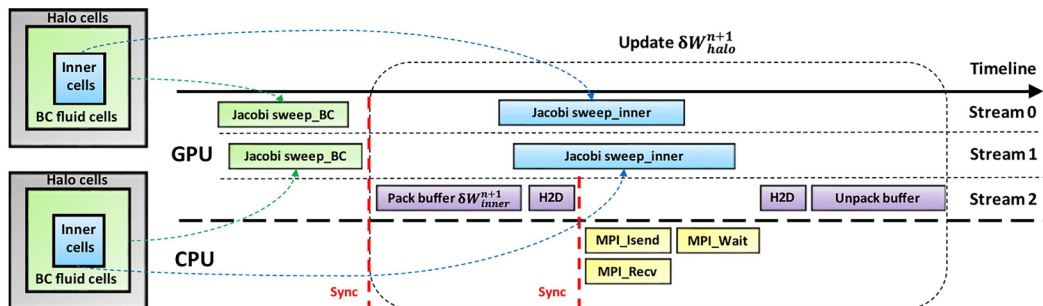 Halo cells
Inner
cells
BC fluid cells
Halo cells
Inner
cells
BC fluid cells
GPU
CPU
Update δW^{n+1}_{halo}
Timeline
Jacobi sweep_BC
Jacobi sweep_inner
Stream 0
Jacobi sweep_BC
Jacobi sweep_inner
Stream 1
Pack buffer δW^{n+1}_{inner}
H2D
H2D
Unpack buffer
Stream 2
MPI_Isend
MPI_Wait
MPI_Recv
Sync
Sync